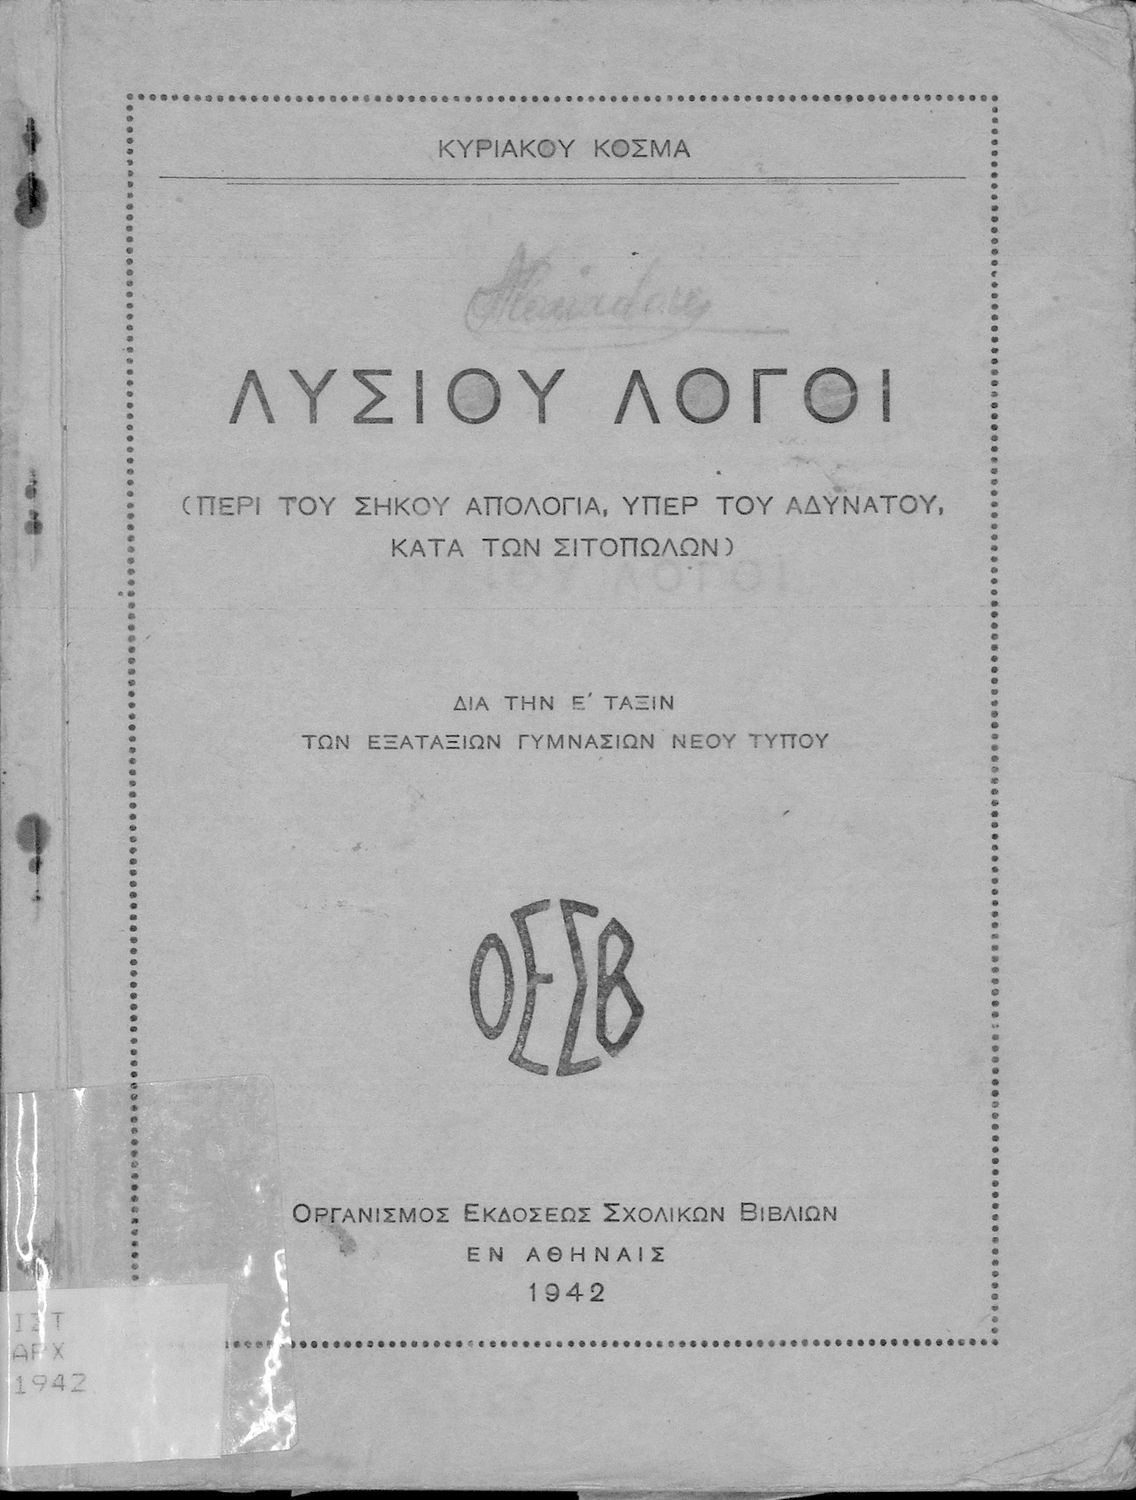 ΚΥΡΙΑΚΟΥ ΚΟΣΜΑ
ΛΥΣΙΟΥ ΛΟΓΟΙ
(ΠΕΡΙ ΤΟΥ ΣΗΚΟΥ ΑΠΟΛΟΓΙΑ, ΥΠΕΡ ΤΟΥ ΑΔΥΝΑΤΟΥ,
ΚΑΤΑ ΤΩΝ ΣΙΤΟΠΩΛΩΝ)
ΔΙΑ ΤΗΝ Ε΄ ΤΑΞΙΝ
ΤΩΝ ΕΞΑΤΑΞΙΩΝ ΓΥΜΝΑΣΙΩΝ ΝΕΟΥ ΤΥΠΟΥ
ΟΕΣΒ
ΟΡΓΑΝΙΣΜΟΣ ΕΚΔΟΣΕΩΣ ΣΧΟΛΙΚΩΝ ΒΙΒΛΙΩΝ
ΕΝ ΑΘΗΝΑΙΣ
1942
ΙΣΤ
ΑΡΧ
1942